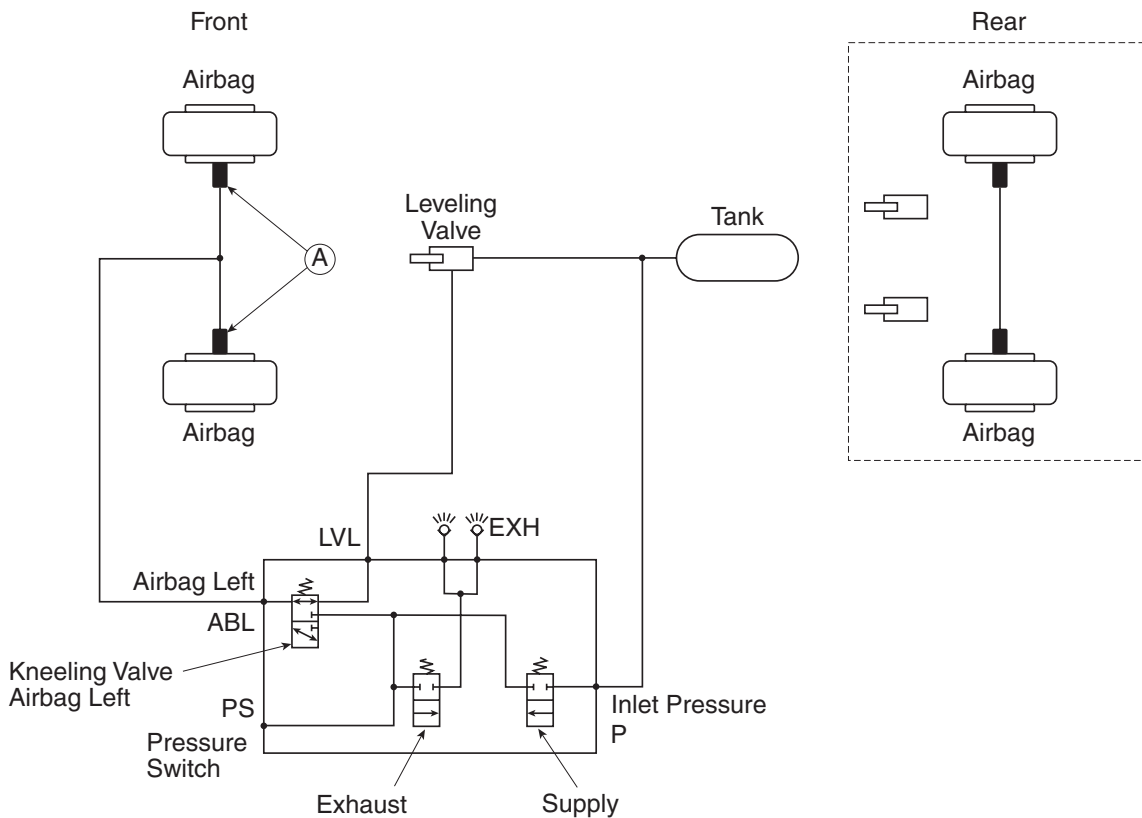 Front
Rear
Airbag
Airbag
A
Leveling
Valve
Tank
Airbag
Airbag
LVL
EXH
Airbag Left
ABL
Kneeling Valve
Airbag Left
PS
Pressure
Switch
Inlet Pressure
P
Exhaust
Supply